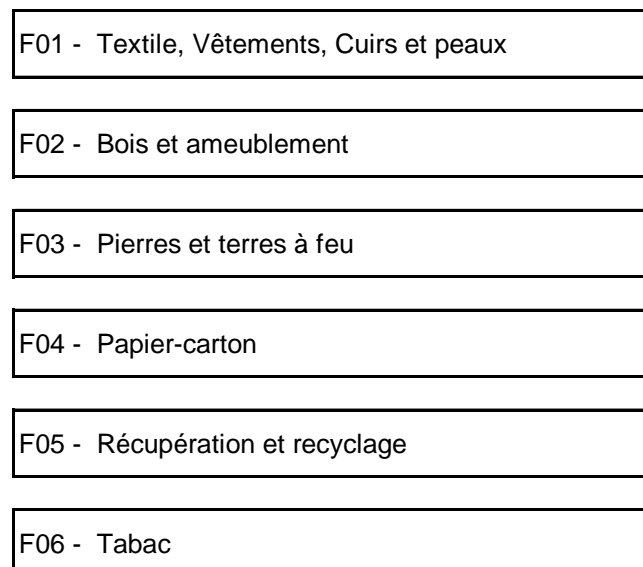 F01 - Textile, Vêtements, Cuirs et peaux
F02 - Bois et ameublement
F03 - Pierres et terres à feu
F04 - Papier-carton
F05 - Récupération et recyclage
F06 - Tabac